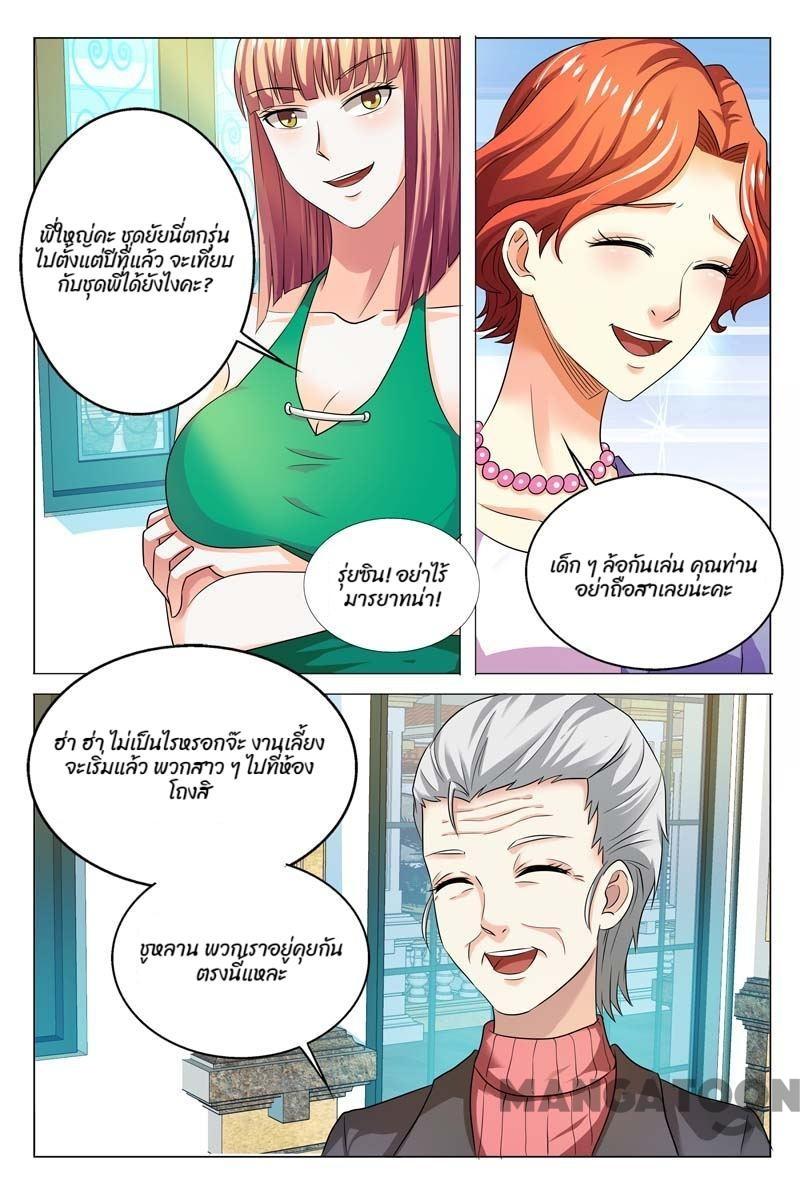 พี่ใหญ่คะ ชุดยัยนี่ตกรุ่น
ไปตั้งแต่ปีที่แล้ว จะเทียบ
กับชุดพี่ได้ยังไงคะ?
รุ่ยซิน! อย่าไร้
มารยาทน่า!
เด็ก ๆ ล้อกันเล่น คุณท่าน
อย่าถือสาเลยนะคะ
ฮ่า ฮ่า ไม่เป็นไรหรอกจ๊ะ งานเลี้ยง
จะเริ่มแล้ว พวกสาว ๆ ไปที่ห้อง
โถงสิ
ชูหลาน พวกเราอยู่คุยกัน
ตรงนี้แหละ
MANGATOON